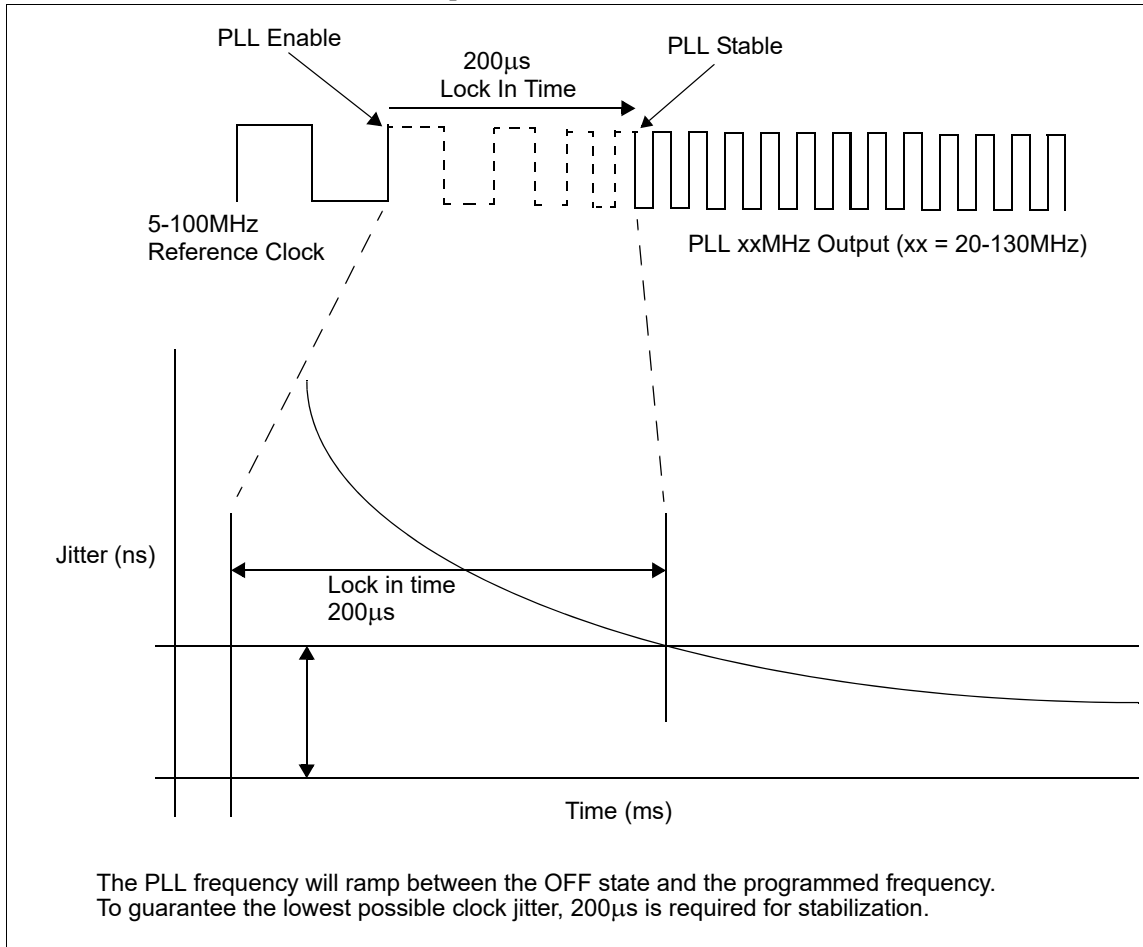 PLL Enable
200μs
Lock In Time
PLL Stable
5-100MHz
Reference Clock
PLL xxMHz Output (xx = 20-130MHz)
Jitter (ns)
Lock in time
200μs
Time (ms)
The PLL frequency will ramp between the OFF state and the programmed frequency.
To guarantee the lowest possible clock jitter, 200μs is required for stabilization.